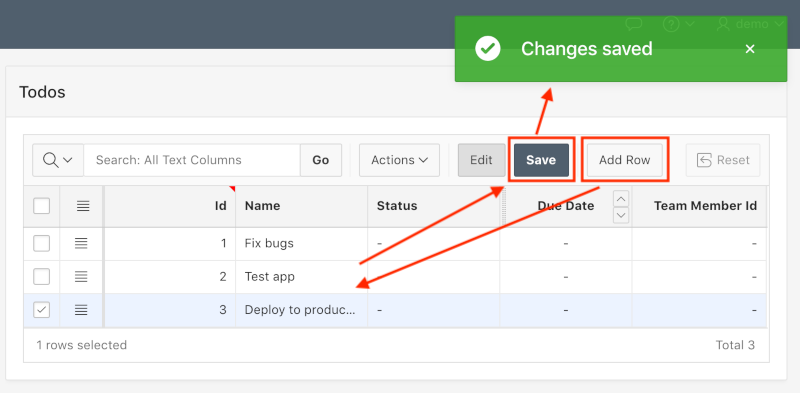 demo
Changes saved
Todos
Search: All Text Columns Go Actions Edit Save Add Row Reset
Id Name Status Due Date Team Member Id
1 Fix bugs - - -
2 Test app - -
3 Deploy to produc... - - -
1 rows selected Total 3